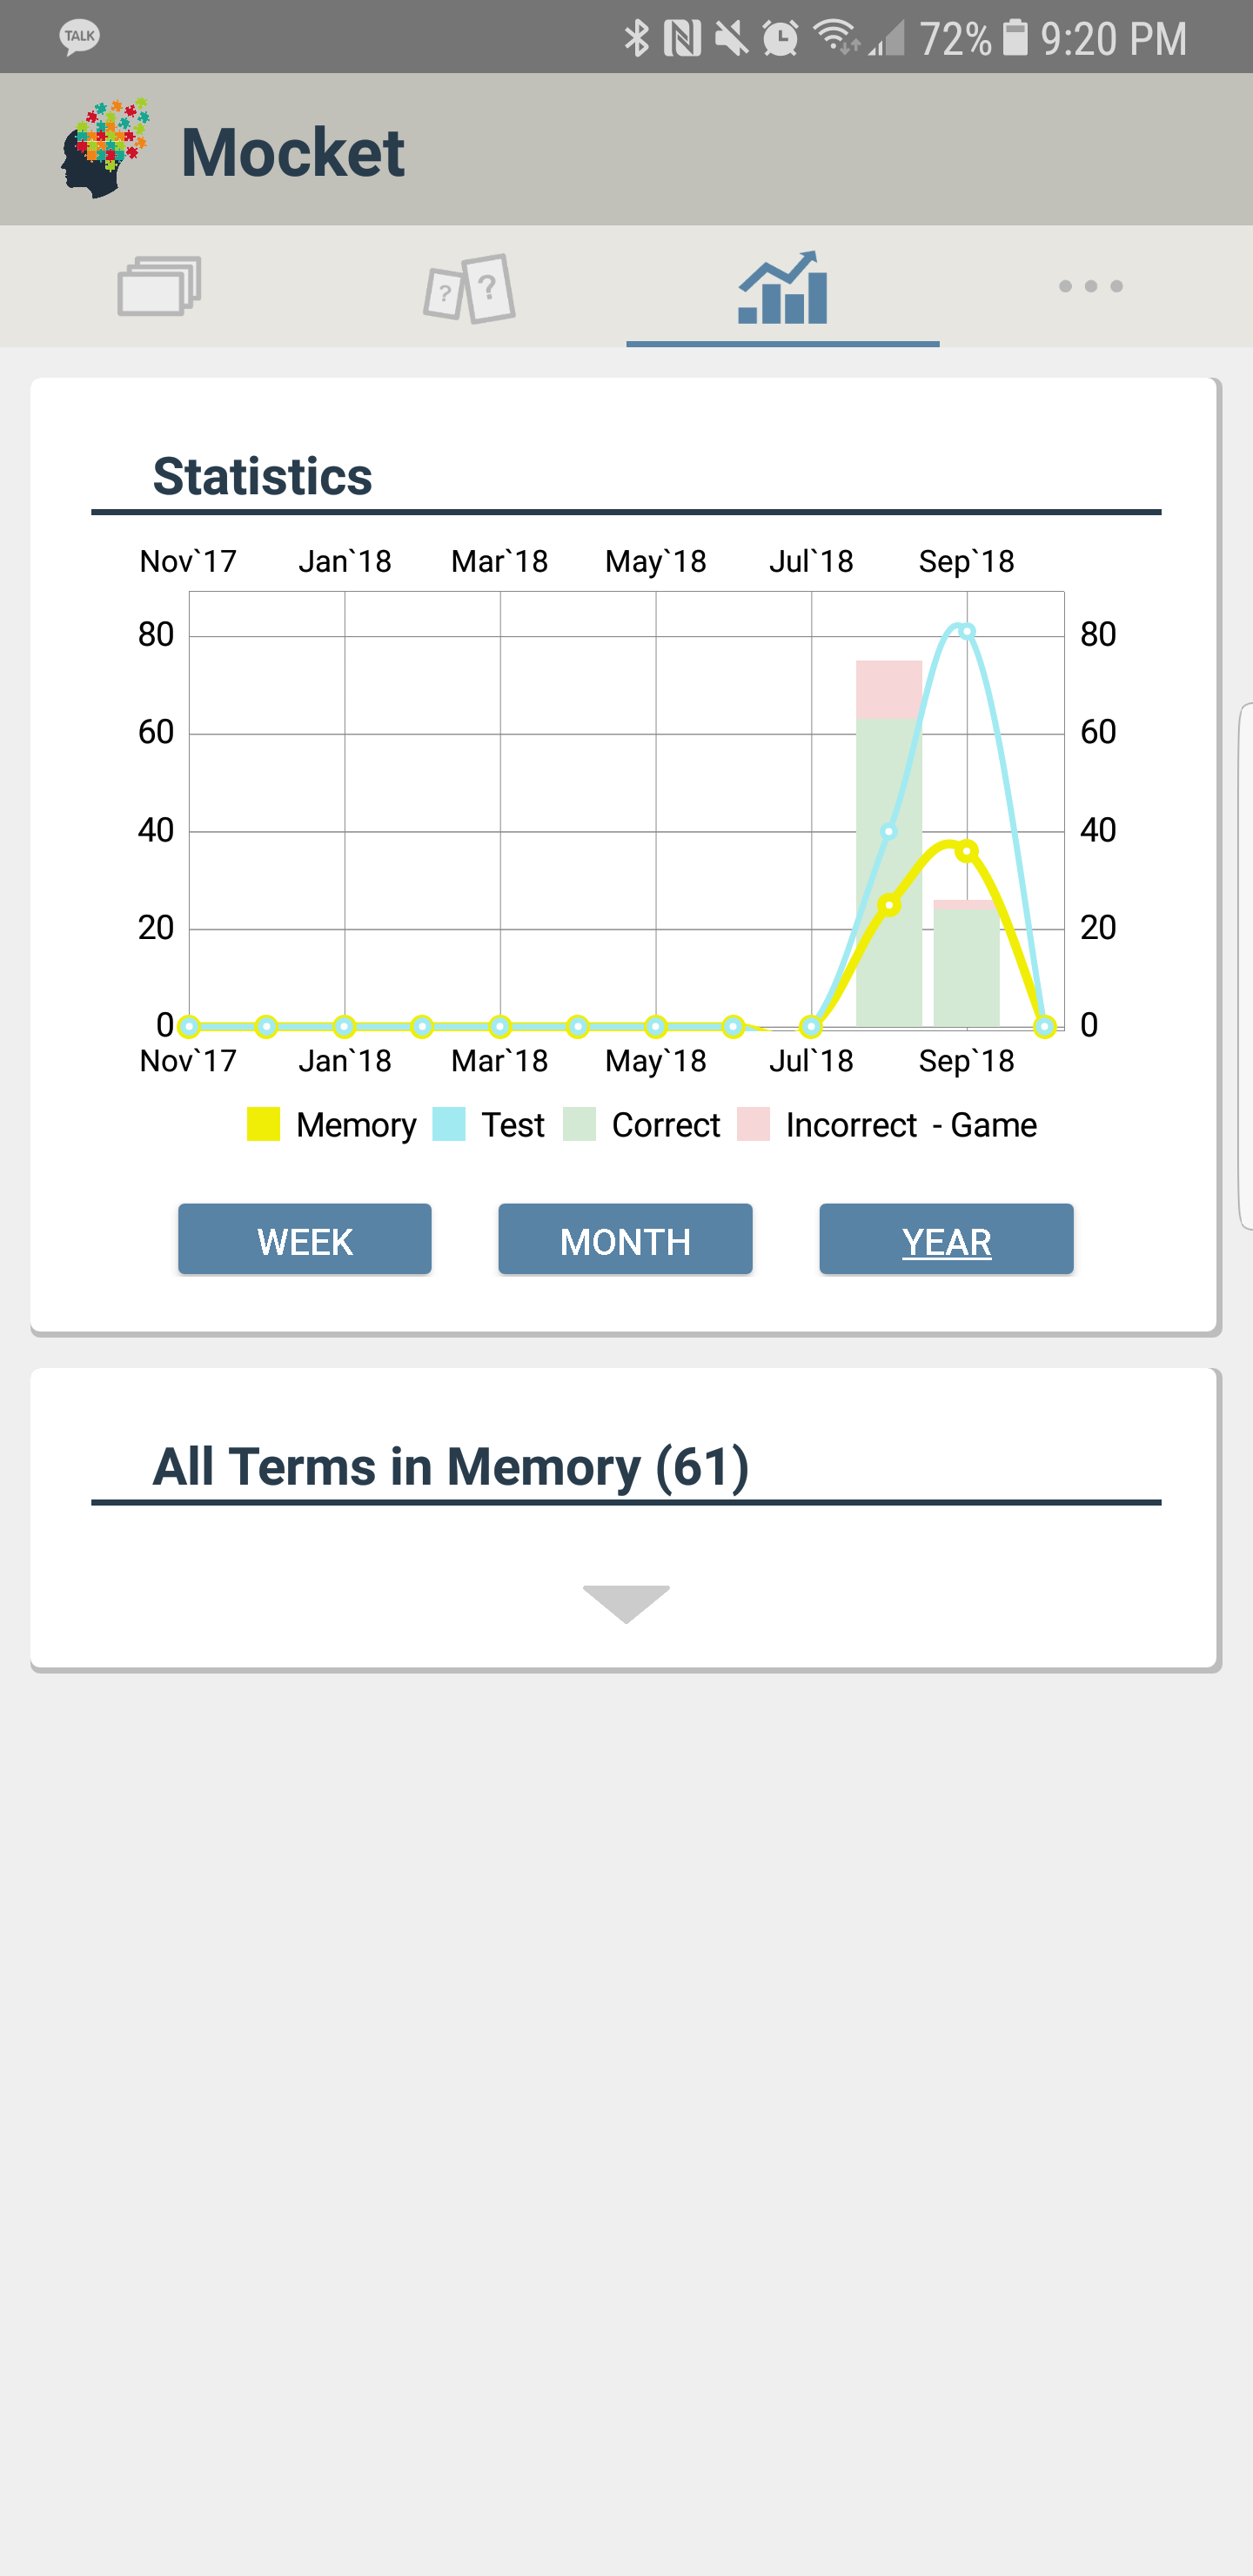 TALK 72% 9:20 PM
Mocket
? ?
Statistics
Nov`17 Jan`18 Mar`18 May`18 Jul`18 Sep`18
80 80
60 60
40 40
20 20
0 0
Nov`17 Jan`18 Mar`18 May`18 Jul`18 Sep`18
Memory Test Correct Incorrect - Game
WEEK MONTH YEAR
All Terms in Memory (61)